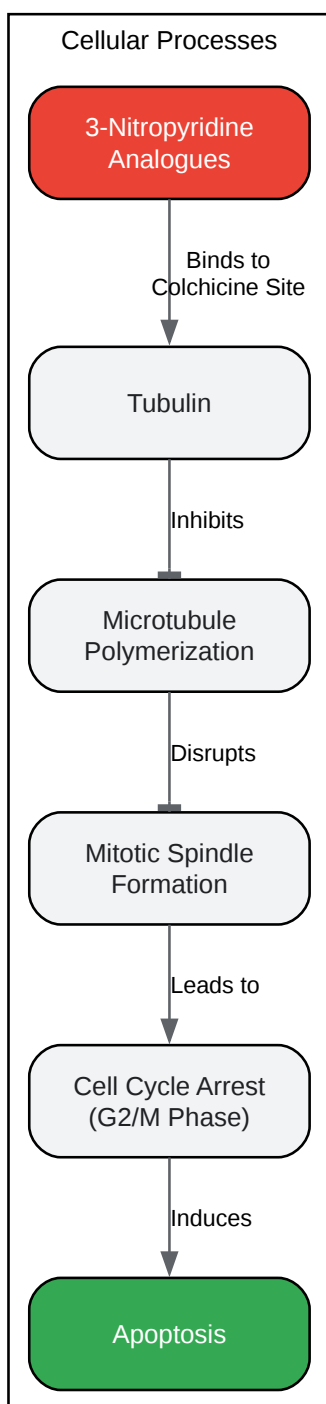 Cellular Processes
3-Nitropyridine
Analogues
Binds to
Colchicine Site
Tubulin
Inhibits
Microtubule
Polymerization
Disrupts
Mitotic Spindle
Formation
Leads to
Cell Cycle Arrest
(G2/M Phase)
Induces
Apoptosis